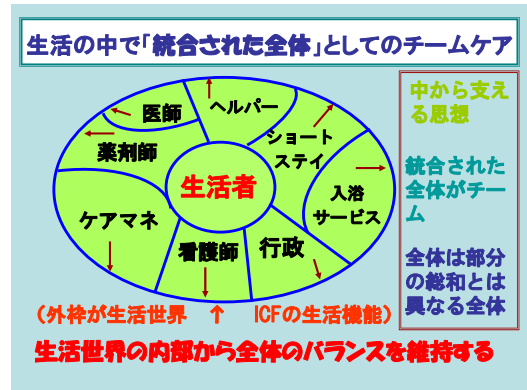 生活の中で「統合された全体」としてのチームケア
医師
ヘルパー
薬剤師
ショート
ステイ
生活者
入浴
サービス
ケアマネ
看護師
行政
中から支え
る思想
統合された
全体がチー
ム
全体は部分
の総和とは
異なる全体
（外枠が生活世界　↑　ICFの生活機能）
生活世界の内部から全体のバランスを維持する